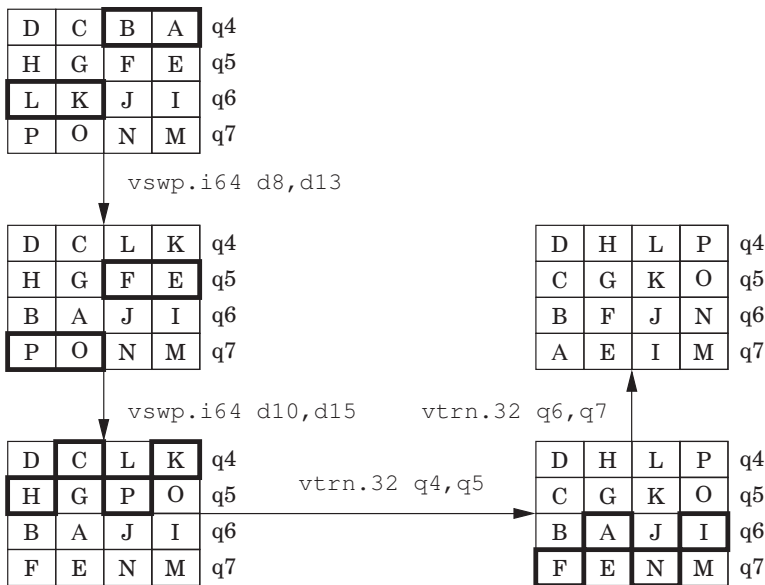 D C B A q4
H G F E q5
L K J I q6
P O N M q7
vswp.i64 d8,d13
D C L K q4
H G F E q5
B A J I q6
P O N M q7
D H L P q4
C G K O q5
B F J N q6
A E I M q7
vswp.i64 d10,d15
vtrn.32 q6,q7
D C L K q4
H G P O q5
B A J I q6
F E N M q7
vtrn.32 q4,q5
D H L P q4
C G K O q5
B A J I q6
F E N M q7